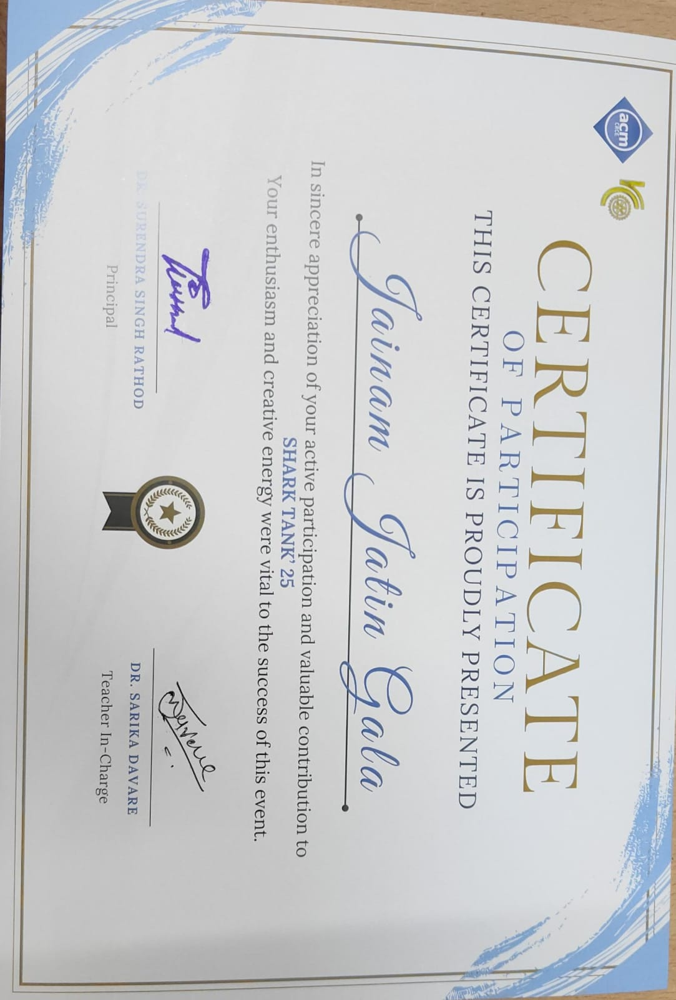 acm
CRCE
CERTIFICATE
OF PARTICIPATION
THIS CERTIFICATE IS PROUDLY PRESENTED
Jainam Jatin Gala
In sincere appreciation of your active participation and valuable contribution to
SHARK TANK' 25
Your enthusiasm and creative energy were vital to the success of this event.
DR. SURENDRA SINGH RATHOD
Principal
DR. SARIKA DAVARE
Teacher In-Charge